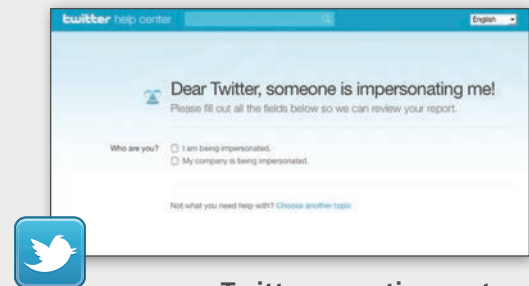 twitter help center
English
Dear Twitter, someone is impersonating me!
Please fill out all the fields below so we can review your report.
Who are you? I am being impersonated.
My company is being impersonated.
Not what you need help with? Choose another topic